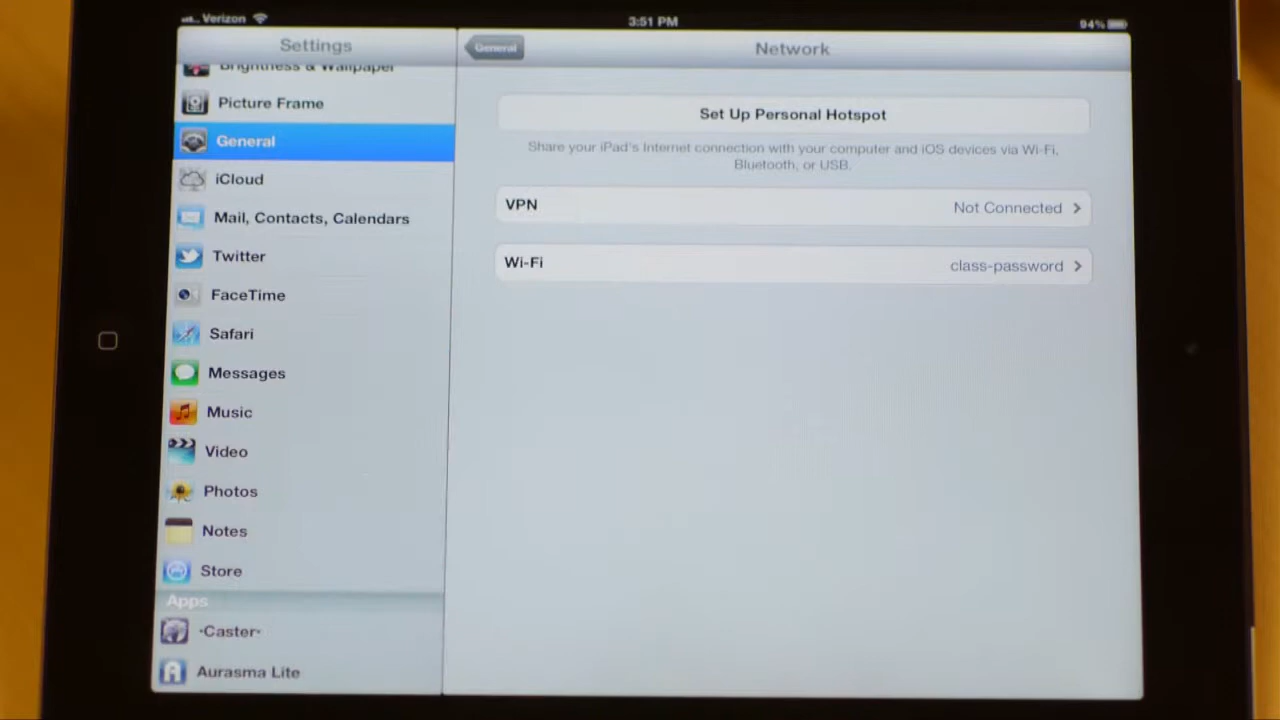 Verizon
3:51 PM
94%
Settings
Brightness & Wallpaper
Picture Frame
General
iCloud
Mail, Contacts, Calendars
Twitter
FaceTime
Safari
Messages
Music
Video
Photos
Notes
Store
Apps
-Caster-
Aurasma Lite
General
Network
Set Up Personal Hotspot
Share your iPad's Internet connection with your computer and iOS devices via Wi-Fi,
Bluetooth, or USB.
VPN
Not Connected
Wi-Fi
class-password